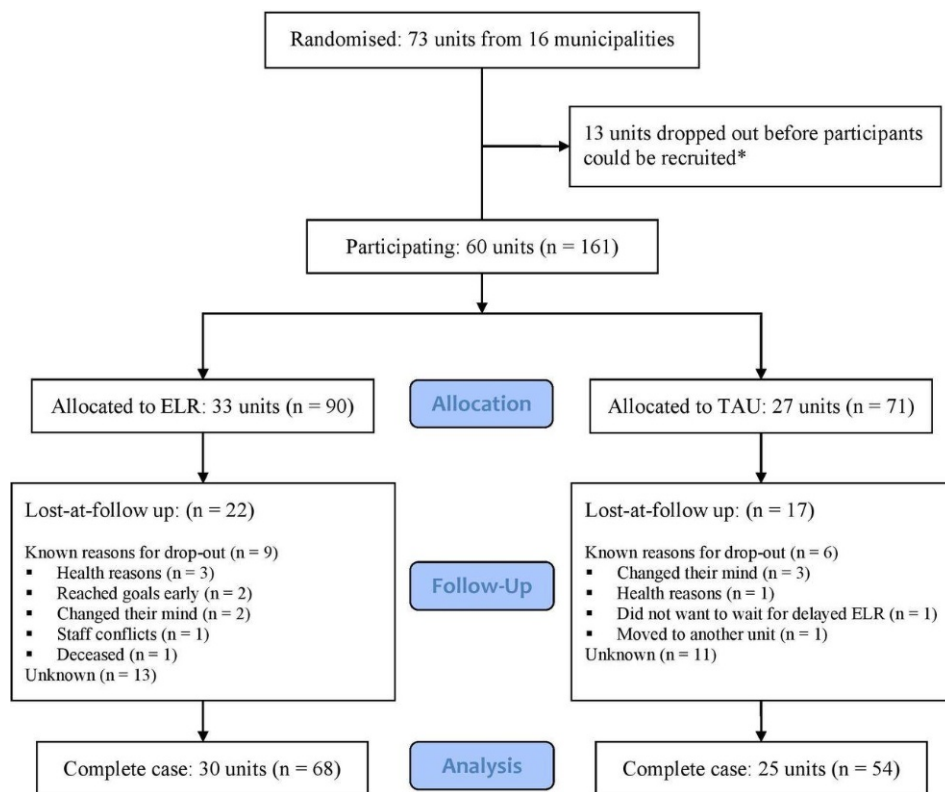 Randomised: 73 units from 16 municipalities
13 units dropped out before participants
could be recruited*
Participating: 60 units (n = 161)
Allocated to ELR: 33 units (n = 90)
Allocation
Allocated to TAU: 27 units (n = 71)
Lost-at-follow up: (n = 22)
Known reasons for drop-out (n = 9)
▪ Health reasons (n = 3)
▪ Reached goals early (n = 2)
▪ Changed their mind (n = 2)
▪ Staff conflicts (n = 1)
▪ Deceased (n = 1)
Unknown (n = 13)
Follow-Up
Lost-at-follow up: (n = 17)
Known reasons for drop-out (n = 6)
▪ Changed their mind (n = 3)
▪ Health reasons (n = 1)
▪ Did not want to wait for delayed ELR (n = 1)
▪ Moved to another unit (n = 1)
Unknown (n = 11)
Complete case: 30 units (n = 68)
Analysis
Complete case: 25 units (n = 54)